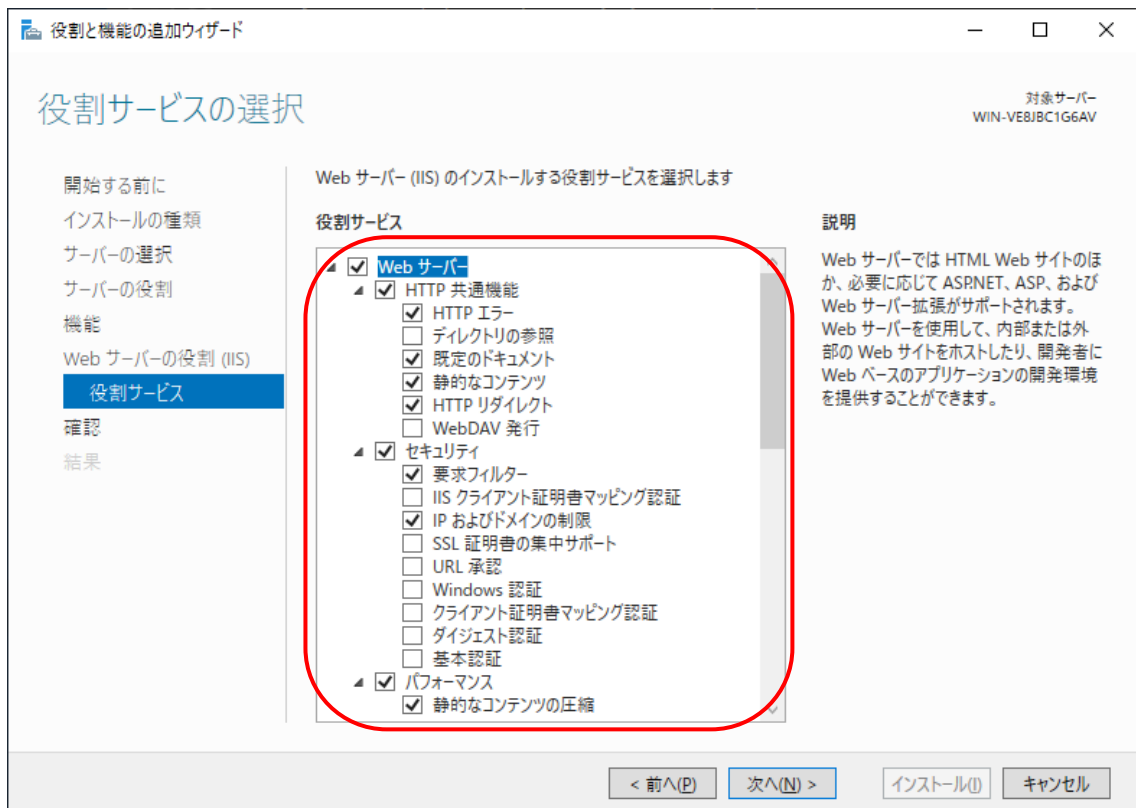 役割と機能の追加ウィザード
役割サービスの選択
対象サーバー
WIN-VE8JBC1G6AV
開始する前に
インストールの種類
サーバーの選択
サーバーの役割
機能
Web サーバーの役割 (IIS)
役割サービス
確認
結果
Web サーバー (IIS) のインストールする役割サービスを選択します
役割サービス
Web サーバー
HTTP 共通機能
HTTP エラー
ディレクトリの参照
既定のドキュメント
静的なコンテンツ
HTTP リダイレクト
WebDAV 発行
セキュリティ
要求フィルター
IIS クライアント証明書マッピング認証
IP およびドメインの制限
SSL 証明書の集中サポート
URL 承認
Windows 認証
クライアント証明書マッピング認証
ダイジェスト認証
基本認証
パフォーマンス
静的なコンテンツの圧縮
説明
Web サーバーでは HTML Web サイトのほ
か、必要に応じて ASP.NET、ASP、および
Web サーバー拡張がサポートされます。
Web サーバーを使用して、内部または外
部の Web サイトをホストしたり、開発者に
Web ベースのアプリケーションの開発環境
を提供することができます。
< 前へ(P)
次へ(N) >
インストール(I)
キャンセル